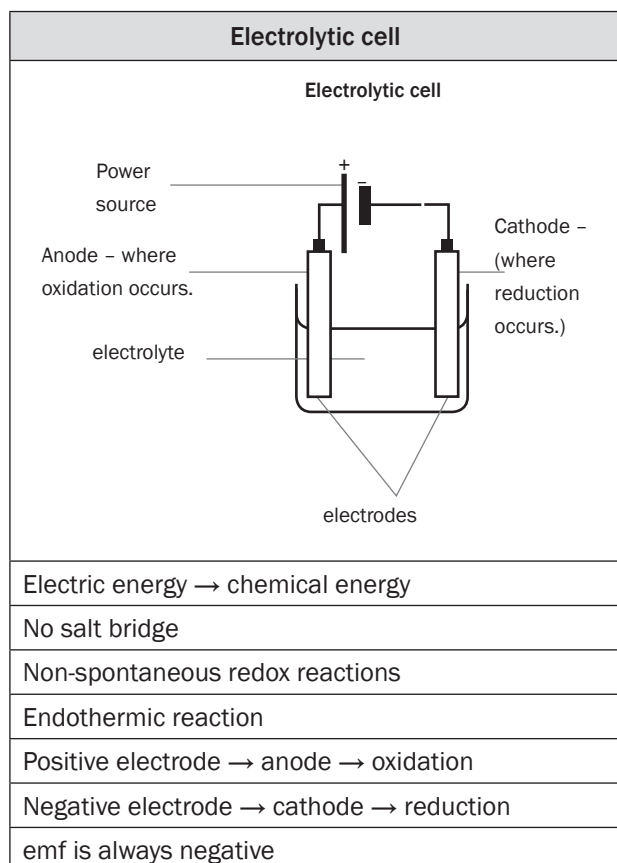 Electrolytic cell
Electrolytic cell
+
–
Power
source
Anode – where
oxidation occurs.
electrolyte
Cathode –
(where
reduction
occurs.)
electrodes
Electric energy → chemical energy
No salt bridge
Non-spontaneous redox reactions
Endothermic reaction
Positive electrode → anode → oxidation
Negative electrode → cathode → reduction
emf is always negative